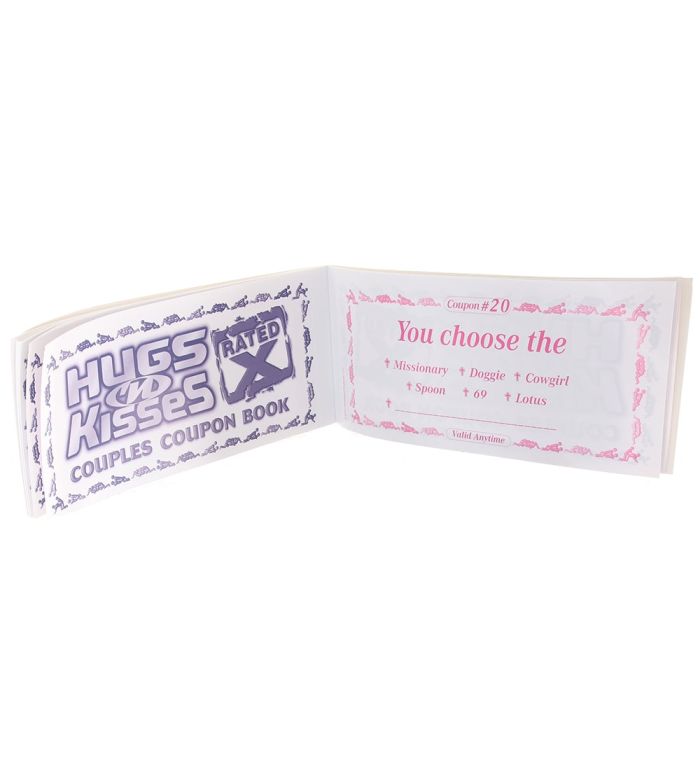 HUGS
N
KISSES
RATED
X
COUPLES COUPON BOOK
Coupon #20
You choose the
Missionary Doggie Cowgirl
Spoon 69 Lotus
Valid Anytime